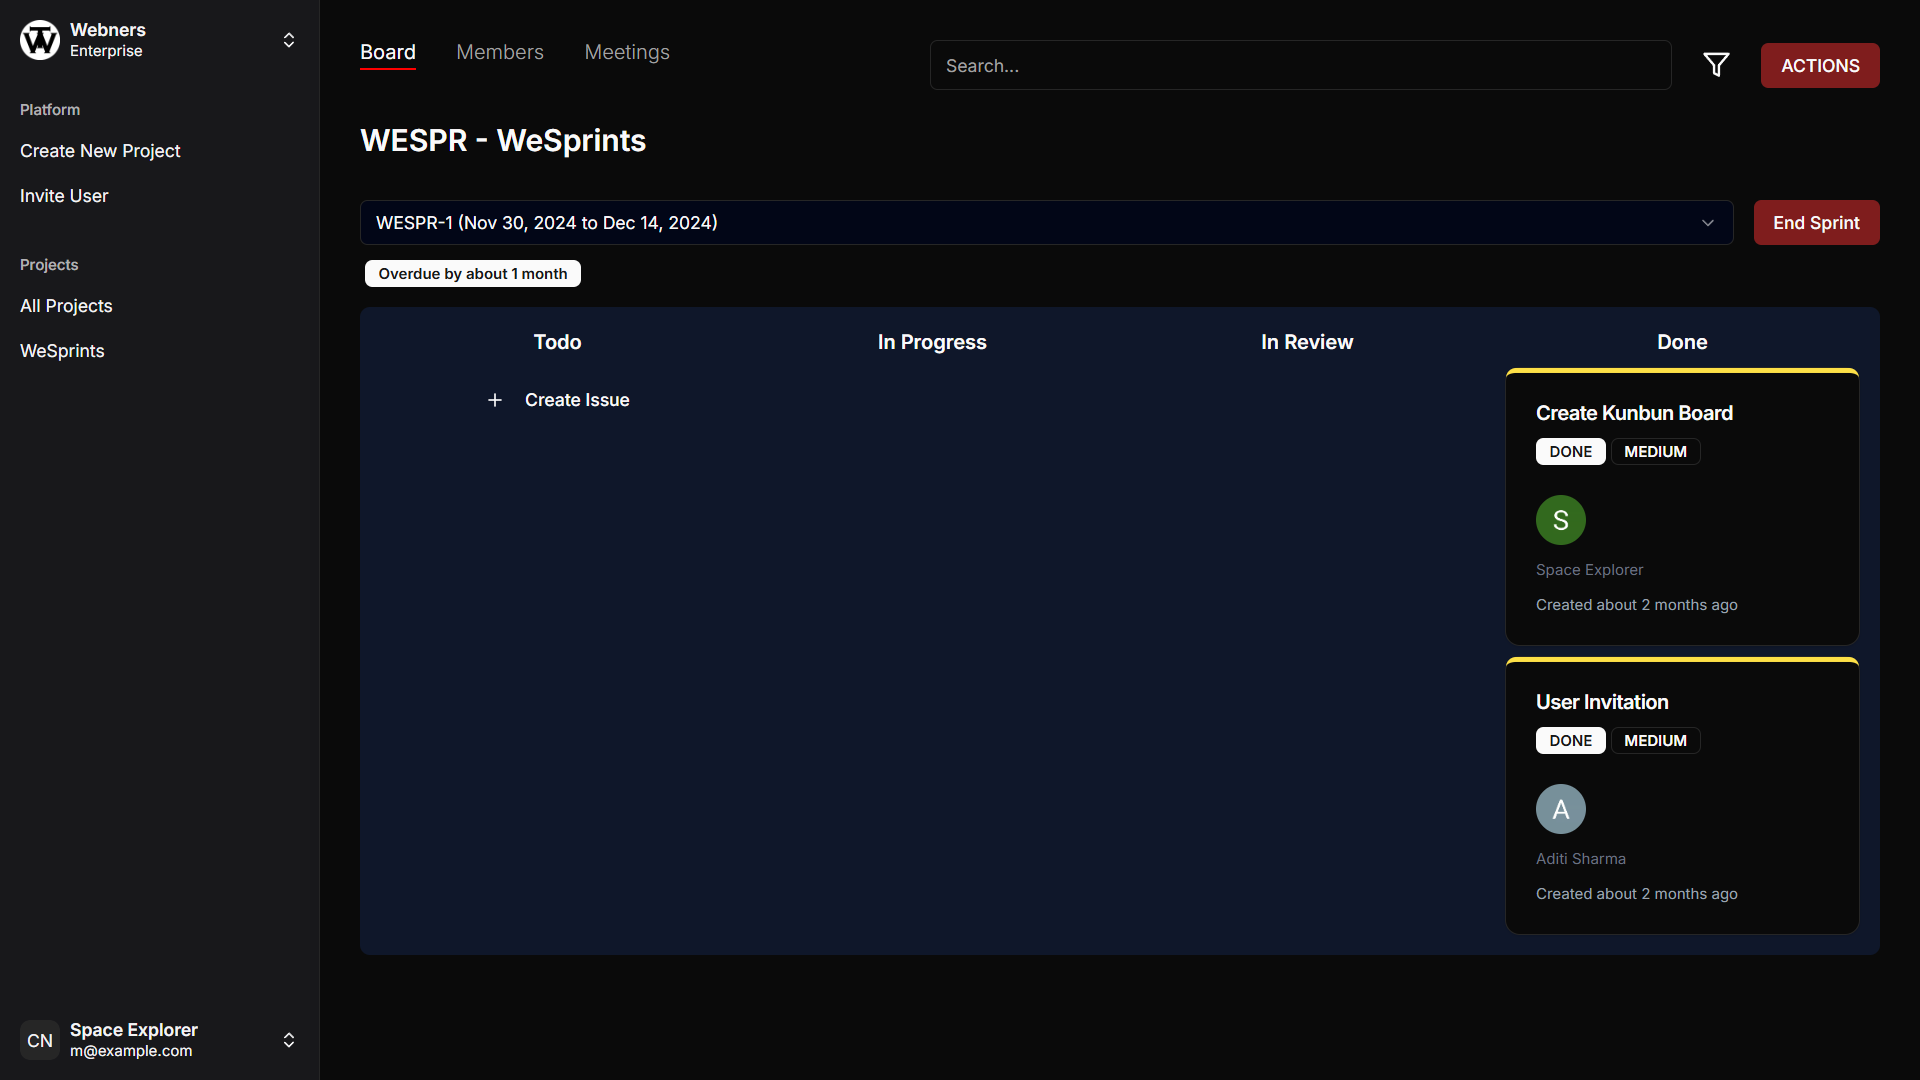 Webners
Enterprise
Platform
Create New Project
Invite User
Projects
All Projects
WeSprints
CN
Space Explorer
m@example.com
Board
Members
Meetings
Search...
ACTIONS
WESPR - WeSprints
WESPR-1 (Nov 30, 2024 to Dec 14, 2024)
End Sprint
Overdue by about 1 month
Todo
In Progress
In Review
Done
Create Issue
Create Kunbun Board
DONE
MEDIUM
S
Space Explorer
Created about 2 months ago
User Invitation
DONE
MEDIUM
A
Aditi Sharma
Created about 2 months ago